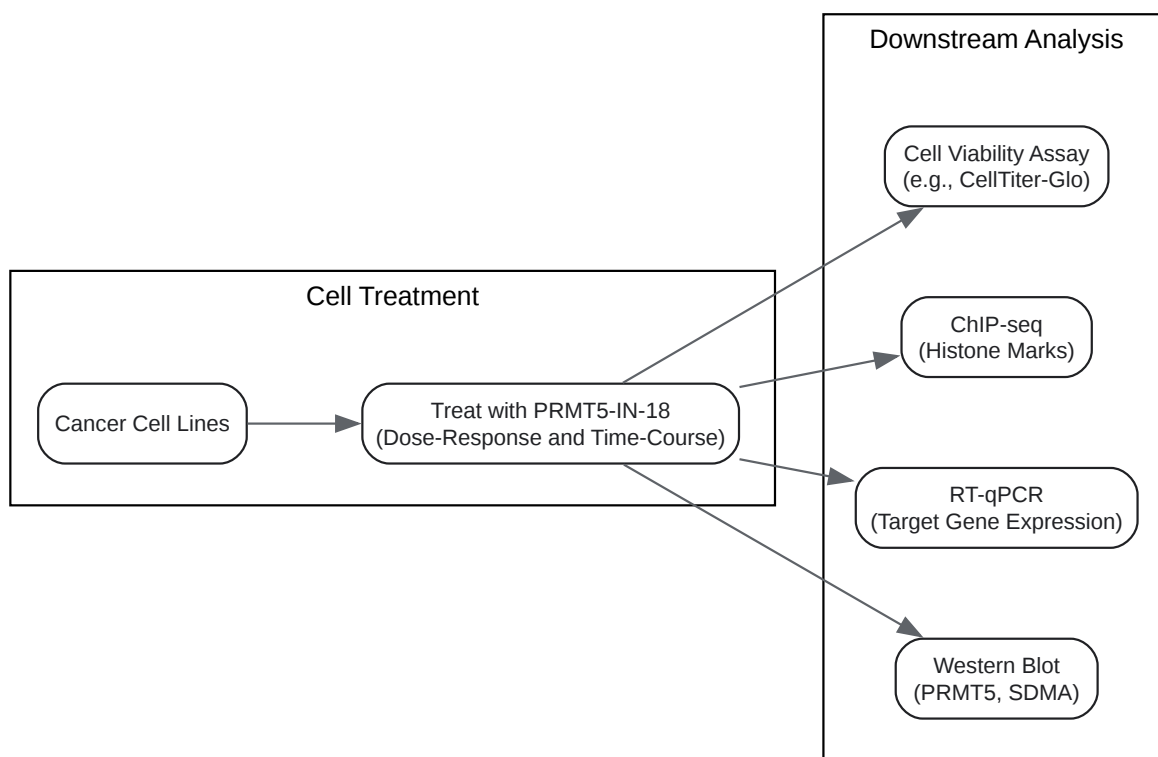 Cell Treatment
Cancer Cell Lines
Treat with PRMT5-IN-18
(Dose-Response and Time-Course)
Downstream Analysis
Cell Viability Assay
(e.g., CellTiter-Glo)
ChIP-seq
(Histone Marks)
RT-qPCR
(Target Gene Expression)
Western Blot
(PRMT5, SDMA)